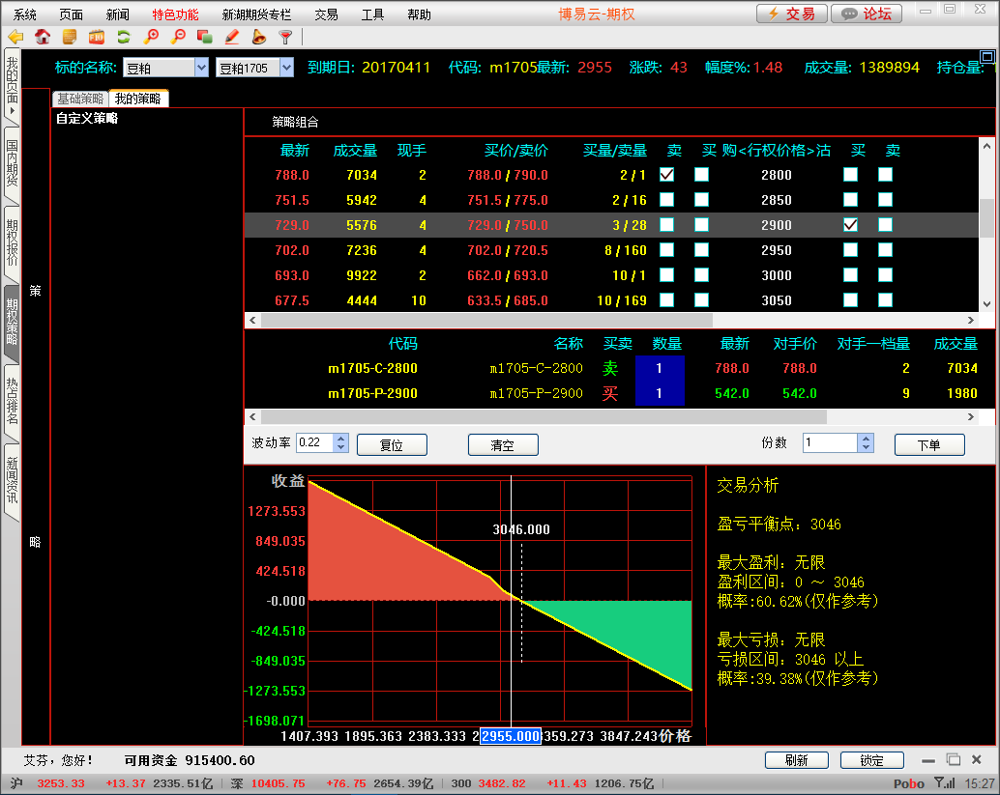 系统 页面 新闻 特色功能 新湖期货专栏 交易 工具 帮助 博易云-期权 交易 论坛
我的页面
国内期货
期权报价
期权策略
热点排名
新闻资讯
策略
标的名称: 豆粕 豆粕1705 到期日: 20170411 代码: m1705 最新: 2955 涨跌: 43 幅度%: 1.48 成交量: 1389894 持仓量:
基础策略 我的策略
自定义策略
策略组合
最新 成交量 现手 买价/卖价 买量/卖量 卖 买 购<行权价格>沽 买 卖
788.0 7034 2 788.0/790.0 2/1 2800
751.5 5942 4 751.5/775.0 2/16 2850
729.0 5576 4 729.0/750.0 3/28 2900
702.0 7236 4 702.0/720.5 8/160 2950
693.0 9922 2 662.0/693.0 10/1 3000
677.5 4444 10 633.5/685.0 10/169 3050
代码 名称 买卖 数量 最新 对手价 对手一档量 成交量
m1705-C-2800 m1705-C-2800 卖 1 788.0 788.0 2 7034
m1705-P-2900 m1705-P-2900 买 1 542.0 542.0 9 1980
波动率 0.22 复位 清空 份数 1 下单
收益
1273.553
849.035
424.518
-0.000
-424.518
-849.035
-1273.553
-1698.071
3046.000
1407.393 1895.363 2383.333 2 2955.000 3359.273 3847.243 价格
交易分析
盈亏平衡点: 3046
最大盈利: 无限
盈利区间: 0 ～ 3046
概率:60.62%(仅作参考)
最大亏损: 无限
亏损区间: 3046 以上
概率:39.38%(仅作参考)
艾芬, 您好! 可用资金 915400.60 刷新 锁定
沪 3253.33 +13.37 2335.51亿 深 10405.75 +76.75 2654.39亿 300 3482.82 +11.43 1206.75亿 Pobo 15:27